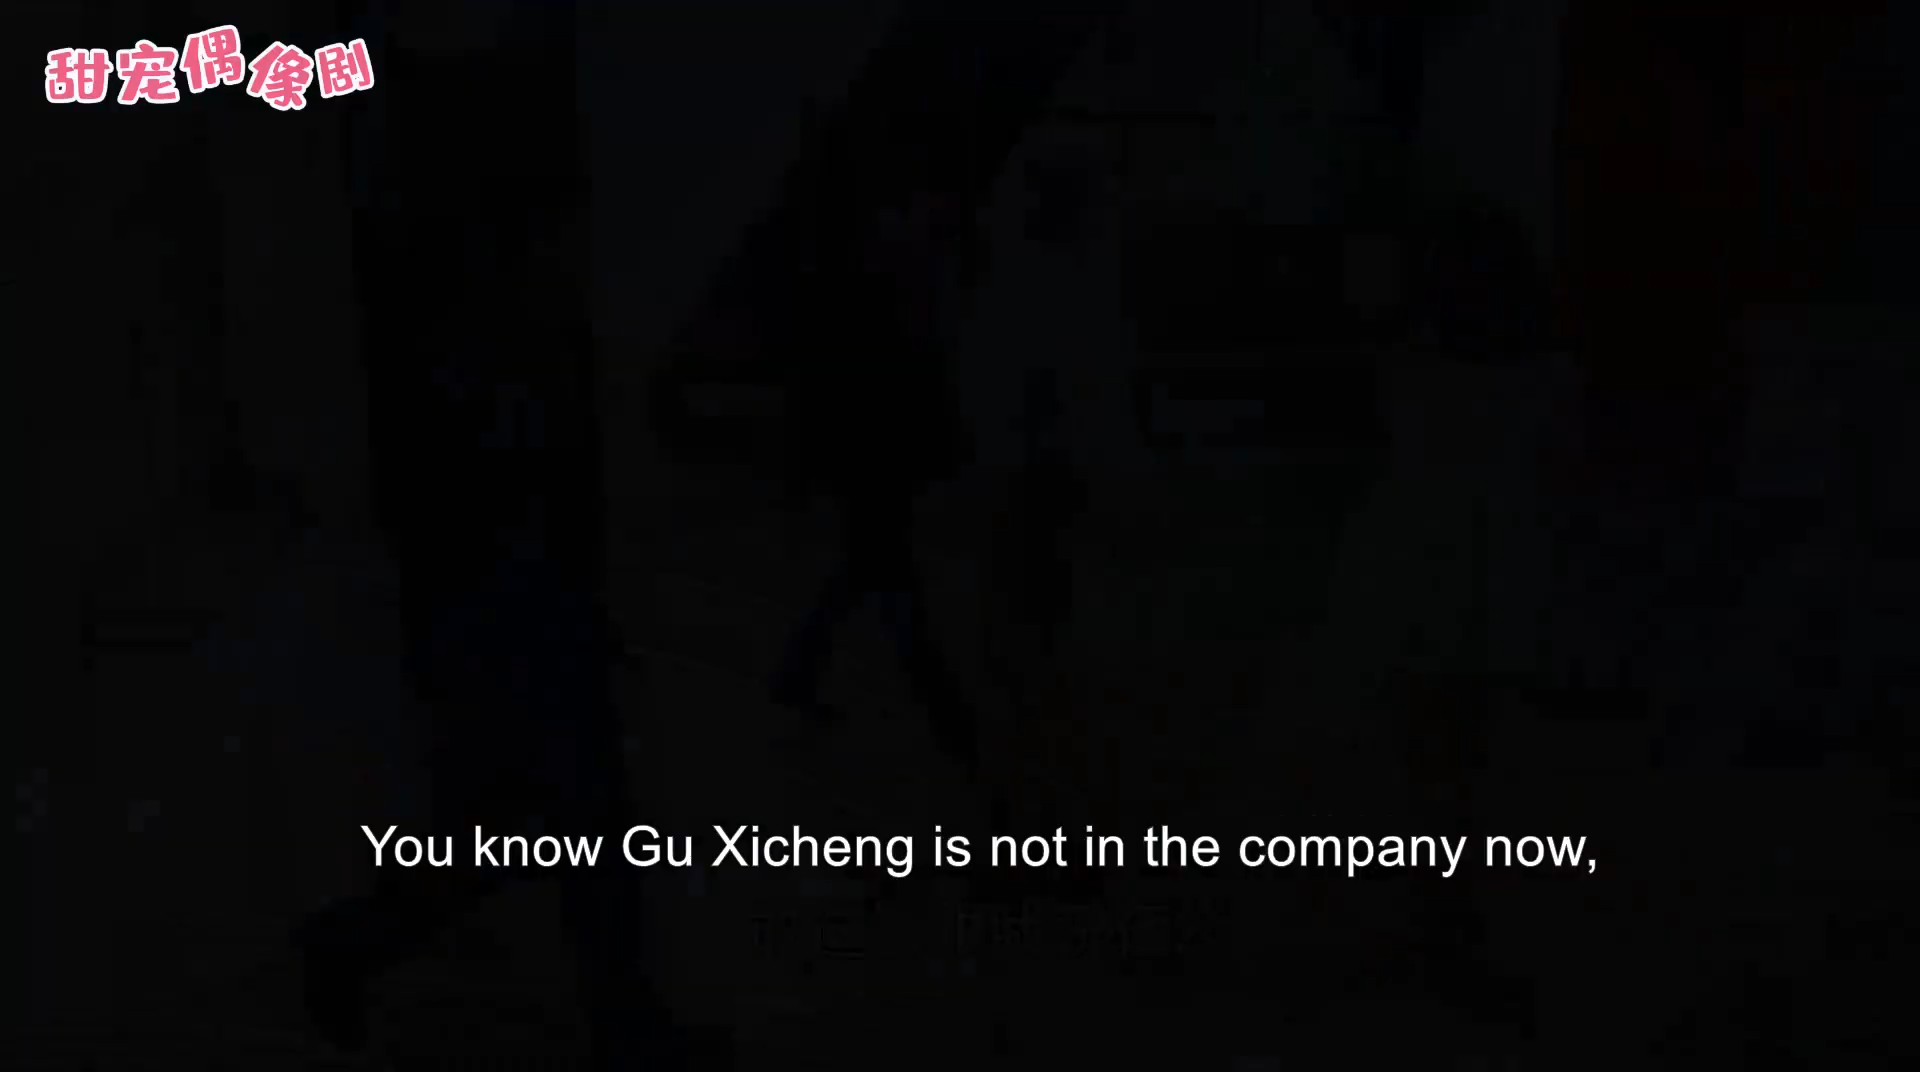 甜宠偶像剧
You know Gu Xicheng is not in the company now,